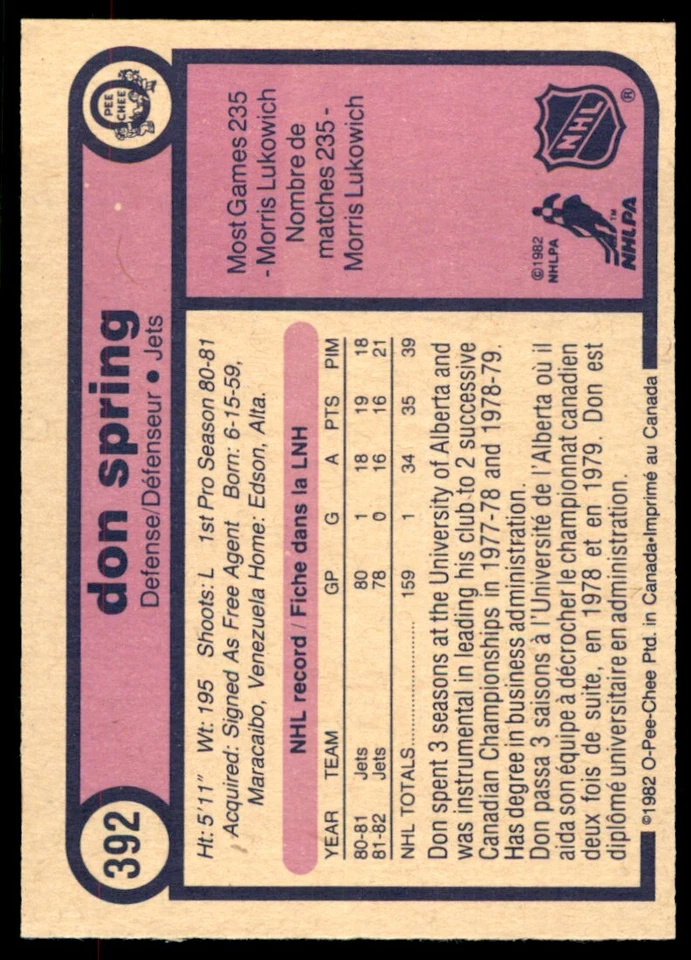 392
don spring
Defense/Défenseur • Jets
O PEE CHEE
Ht: 5'11" Wt: 195 Shoots: L 1st Pro Season 80-81
Acquired: Signed As Free Agent Born: 6-15-59,
Maracaibo, Venezuela Home: Edson, Alta.
NHL record / Fiche dans la LNH
YEAR TEAM GP G A PTS PIM
80-81 Jets 80 1 18 19 18
81-82 Jets 78 0 16 16 21
NHL TOTALS.................... 159 1 34 35 39
Don spent 3 seasons at the University of Alberta and
was instrumental in leading his club to 2 successive
Canadian Championships in 1977-78 and 1978-79.
Has degree in business administration.
Don passa 3 saisons à l'Université de l'Alberta où il
aida son équipe à décrocher le championnat canadien
deux fois de suite, en 1978 et en 1979. Don est
diplômé universitaire en administration.
©1982 O-Pee-Chee Ptd. in Canada•Imprimé au Canada
Most Games 235
- Morris Lukowich
Nombre de
matches 235 -
Morris Lukowich
NHL ®
©1982
NHLPA
NHLPA ™